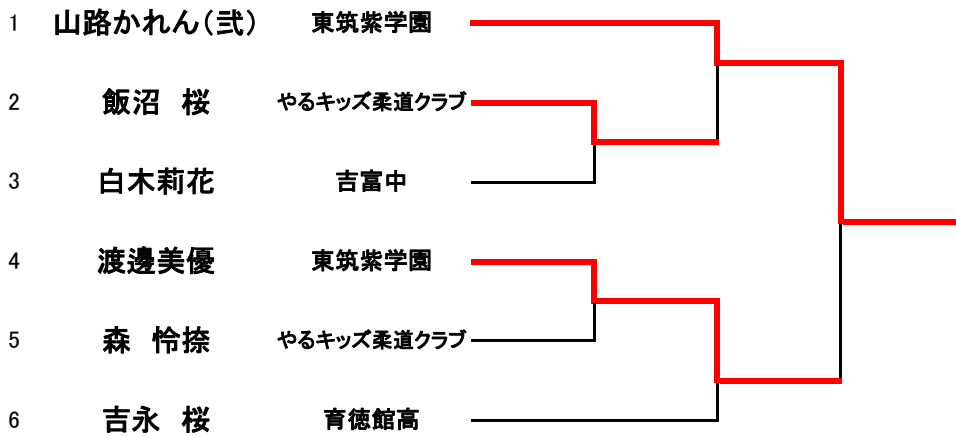 1 山路かれん（弐） 東筑紫学園
2 飯沼　桜 やるキッズ柔道クラブ
3 白木莉花 吉富中
4 渡邊美優 東筑紫学園
5 森　怜捺 やるキッズ柔道クラブ
6 吉永　桜 育徳館高